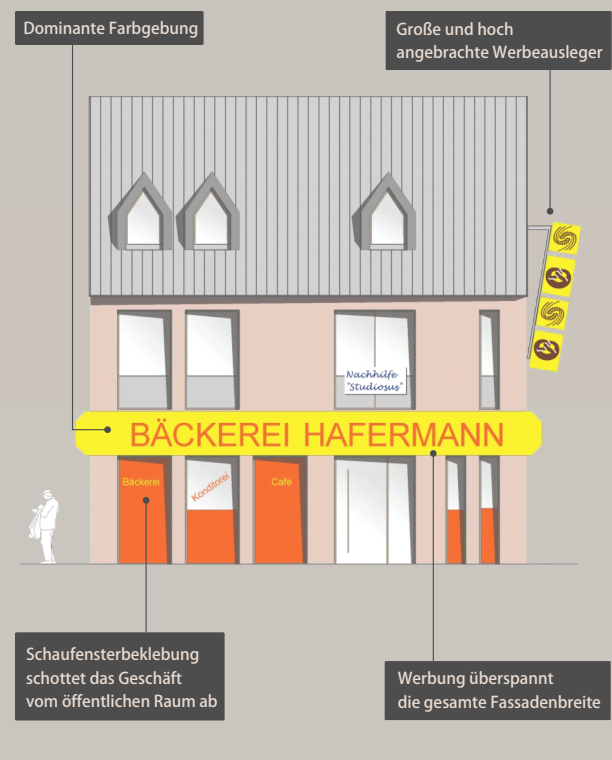 Dominante Farbgebung
Große und hoch
angebrachte Werbeausleger
Nachhilfe
"Studiosus"
BÄCKEREI HAFERMANN
Bäckerei
Konditorei
Café
Schaufensterbeklebung
schottet das Geschäft
vom öffentlichen Raum ab
Werbung überspannt
die gesamte Fassadenbreite